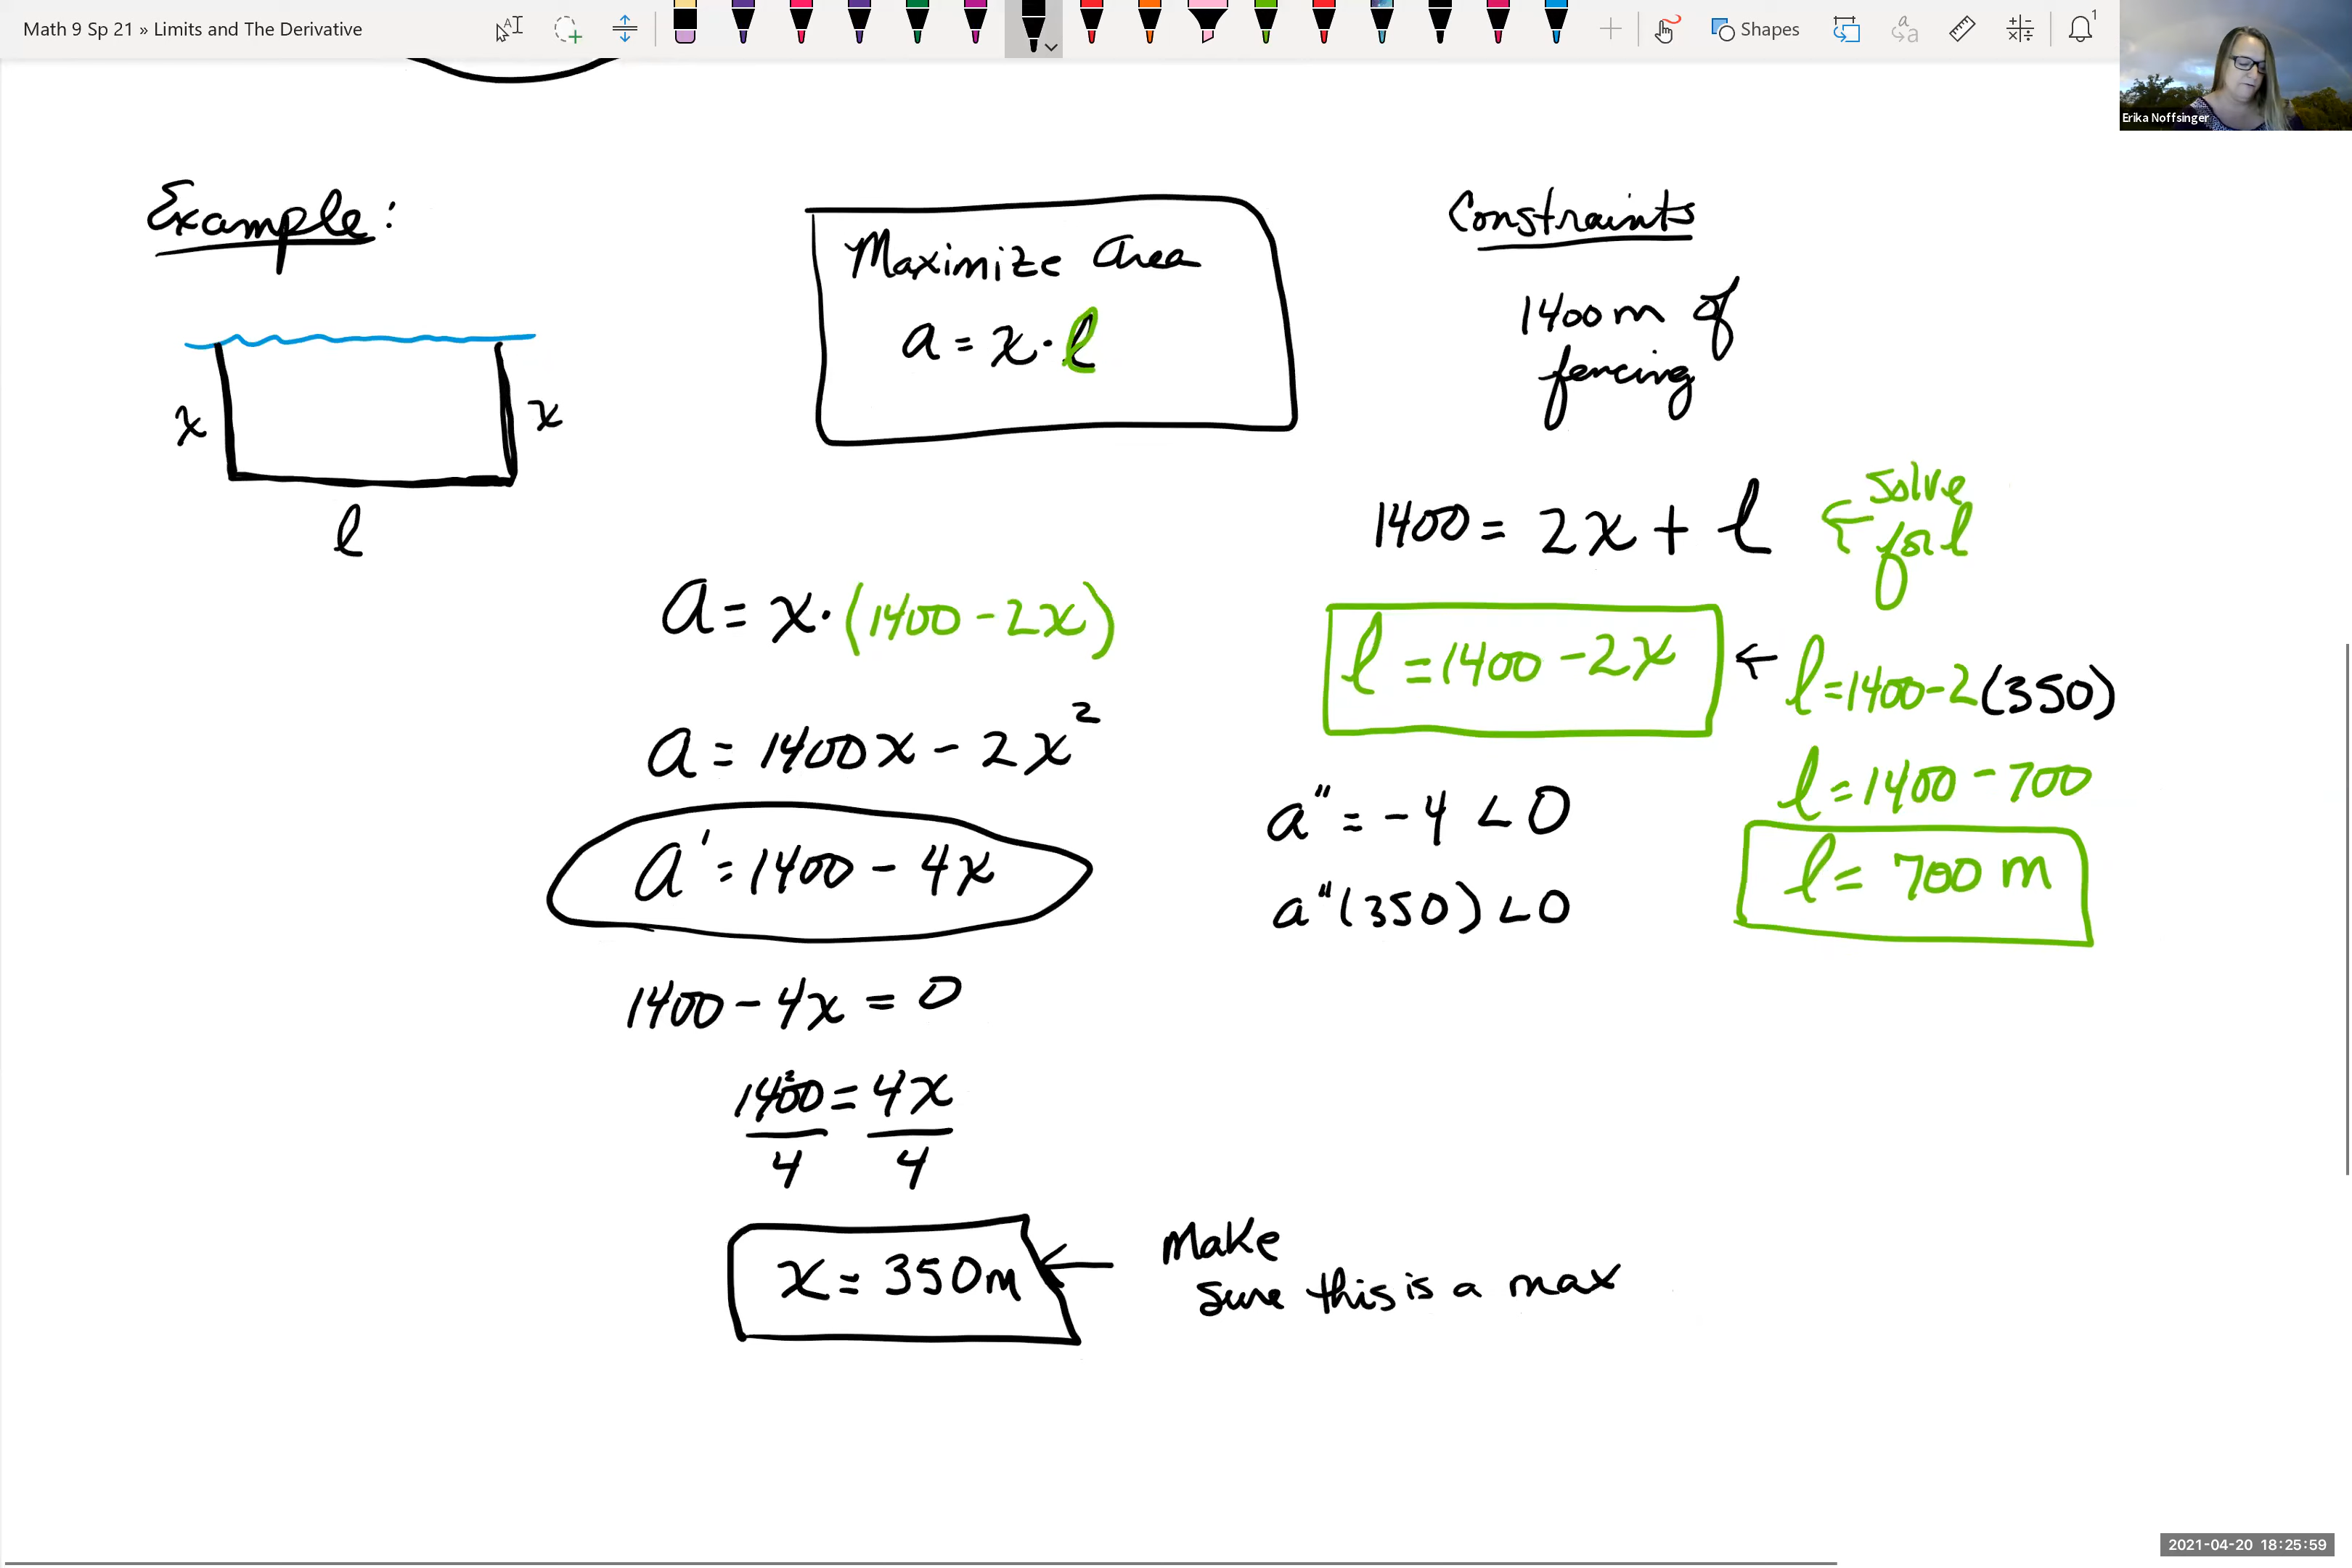 Math 9 Sp 21 » Limits and The Derivative
Shapes
1
Erika Noffsinger
Example:
x
x
l
Maximize area
a = x · l
Constraints
1400 m of
fencing
1400 = 2x + l
← solve
for l
a = x · (1400 - 2x)
l = 1400 - 2x
← l = 1400 - 2(350)
a = 1400x - 2x²
l = 1400 - 700
l = 700 m
a' = 1400 - 4x
a" = -4 < 0
a"(350) < 0
1400 - 4x = 0
1400 = 4x
4 4
2
x = 350m
← Make
sure this is a max
2021-04-20 18:25:59